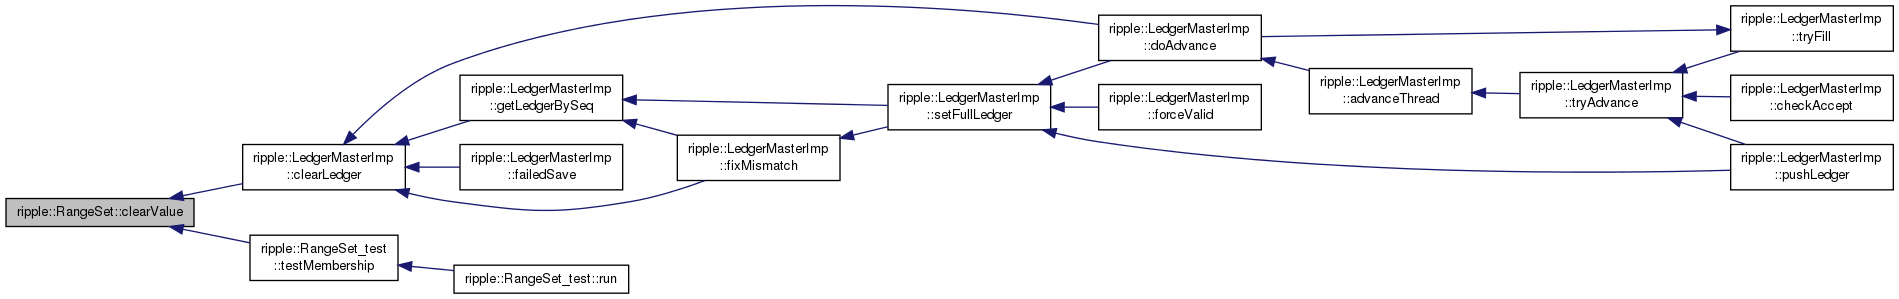 ripple::RangeSet::clearValue
ripple::LedgerMasterImp
::clearLedger
ripple::RangeSet_test
::testMembership
ripple::LedgerMasterImp
::getLedgerBySeq
ripple::LedgerMasterImp
::failedSave
ripple::RangeSet_test::run
ripple::LedgerMasterImp
::fixMismatch
ripple::LedgerMasterImp
::setFullLedger
ripple::LedgerMasterImp
::doAdvance
ripple::LedgerMasterImp
::forceValid
ripple::LedgerMasterImp
::advanceThread
ripple::LedgerMasterImp
::tryAdvance
ripple::LedgerMasterImp
::tryFill
ripple::LedgerMasterImp
::checkAccept
ripple::LedgerMasterImp
::pushLedger